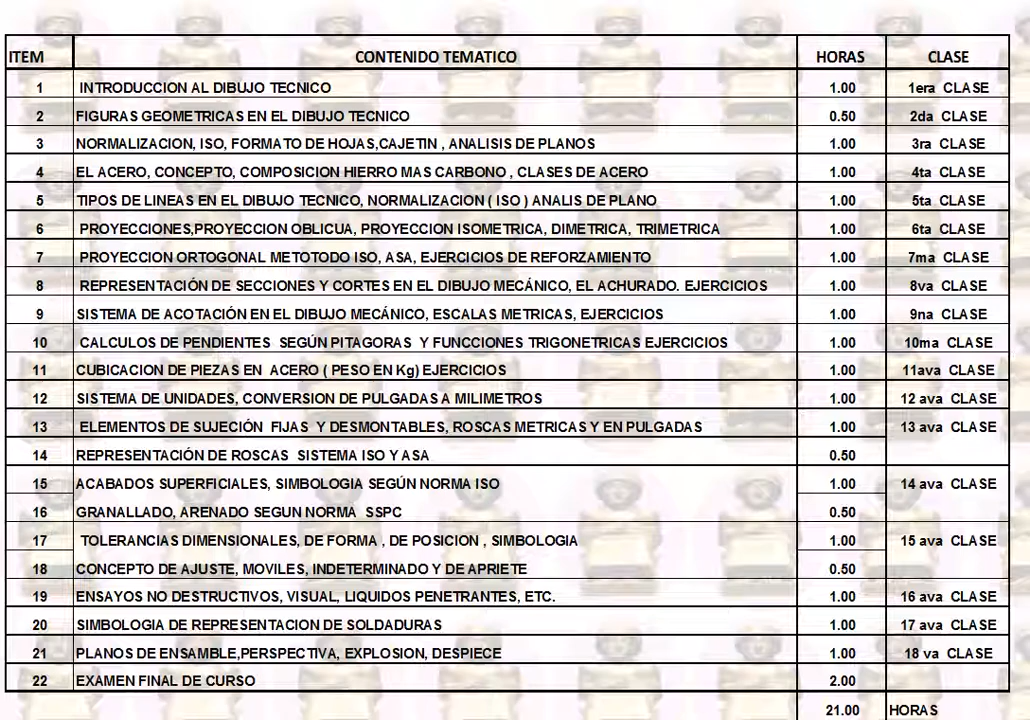 ITEM CONTENIDO TEMATICO HORAS CLASE
1 INTRODUCCION AL DIBUJO TECNICO 1.00 1era CLASE
2 FIGURAS GEOMETRICAS EN EL DIBUJO TECNICO 0.50 2da CLASE
3 NORMALIZACION, ISO, FORMATO DE HOJAS,CAJETIN , ANALISIS DE PLANOS 1.00 3ra CLASE
4 EL ACERO, CONCEPTO, COMPOSICION HIERRO MAS CARBONO , CLASES DE ACERO 1.00 4ta CLASE
5 TIPOS DE LINEAS EN EL DIBUJO TECNICO, NORMALIZACION ( ISO ) ANALIS DE PLANO 1.00 5ta CLASE
6 PROYECCIONES,PROYECCION OBLICUA, PROYECCION ISOMETRICA, DIMETRICA, TRIMETRICA 1.00 6ta CLASE
7 PROYECCION ORTOGONAL METOTODO ISO, ASA, EJERCICIOS DE REFORZAMIENTO 1.00 7ma CLASE
8 REPRESENTACIÓN DE SECCIONES Y CORTES EN EL DIBUJO MECÁNICO, EL ACHURADO. EJERCICIOS 1.00 8va CLASE
9 SISTEMA DE ACOTACIÓN EN EL DIBUJO MECÁNICO, ESCALAS METRICAS, EJERCICIOS 1.00 9na CLASE
10 CALCULOS DE PENDIENTES SEGÚN PITAGORAS Y FUNCCIONES TRIGONETRICAS EJERCICIOS 1.00 10ma CLASE
11 CUBICACION DE PIEZAS EN ACERO ( PESO EN Kg) EJERCICIOS 1.00 11ava CLASE
12 SISTEMA DE UNIDADES, CONVERSION DE PULGADAS A MILIMETROS 1.00 12 ava CLASE
13 ELEMENTOS DE SUJECIÓN FIJAS Y DESMONTABLES, ROSCAS METRICAS Y EN PULGADAS 1.00 13 ava CLASE
14 REPRESENTACIÓN DE ROSCAS SISTEMA ISO Y ASA 0.50
15 ACABADOS SUPERFICIALES, SIMBOLOGIA SEGÚN NORMA ISO 1.00 14 ava CLASE
16 GRANALLADO, ARENADO SEGUN NORMA SSPC 0.50
17 TOLERANCIAS DIMENSIONALES, DE FORMA , DE POSICION , SIMBOLOGIA 1.00 15 ava CLASE
18 CONCEPTO DE AJUSTE, MOVILES, INDETERMINADO Y DE APRIETE 0.50
19 ENSAYOS NO DESTRUCTIVOS, VISUAL, LIQUIDOS PENETRANTES, ETC. 1.00 16 ava CLASE
20 SIMBOLOGIA DE REPRESENTACION DE SOLDADURAS 1.00 17 ava CLASE
21 PLANOS DE ENSAMBLE,PERSPECTIVA, EXPLOSION, DESPIECE 1.00 18 va CLASE
22 EXAMEN FINAL DE CURSO 2.00
21.00 HORAS